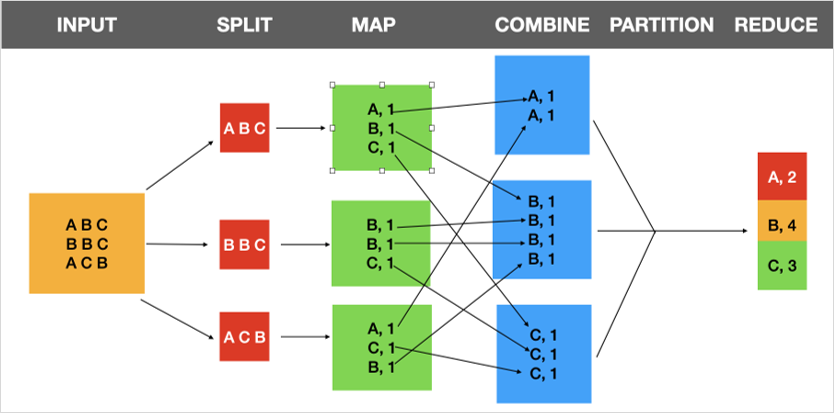 INPUT SPLIT MAP COMBINE PARTITION REDUCE
A B C
B B C
A C B
A B C
B B C
A C B
A, 1
B, 1
C, 1
B, 1
B, 1
C, 1
A, 1
C, 1
B, 1
A, 1
A, 1
B, 1
B, 1
B, 1
B, 1
C, 1
C, 1
C, 1
A, 2
B, 4
C, 3